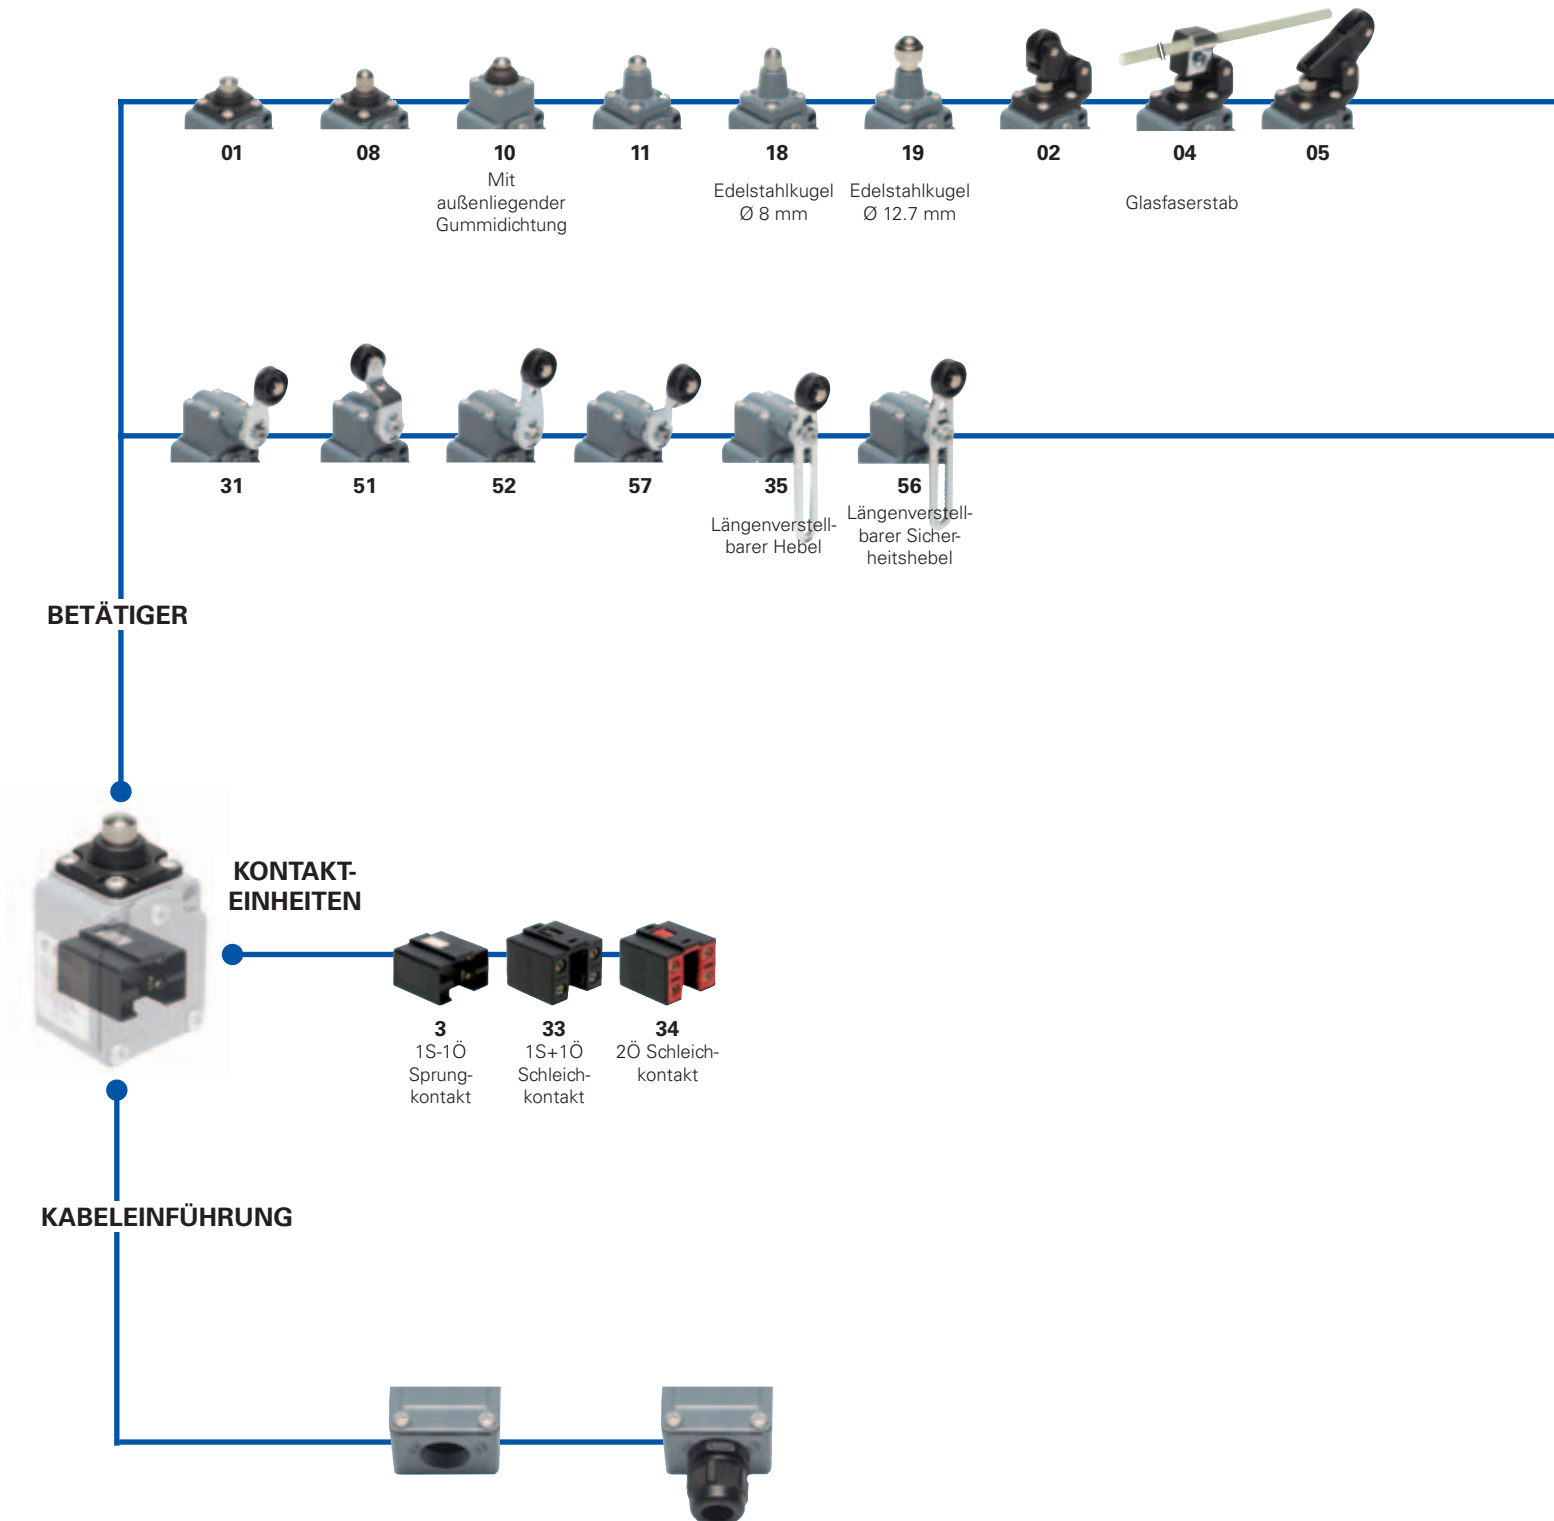 01
08
10
Mit
außenliegender
Gummidichtung
11
18
Edelstahlkugel
Ø 8 mm
19
Edelstahlkugel
Ø 12.7 mm
02
04
Glasfaserstab
05
31
51
52
57
35
Längenverstell-
barer Hebel
56
Längenverstell-
barer Sicher-
heitshebel
BETÄTIGER
KONTAKT-
EINHEITEN
3
1S-1Ö
Sprung-
kontakt
33
1S+1Ö
Schleich-
kontakt
34
2Ö Schleich-
kontakt
KABELEINFÜHRUNG